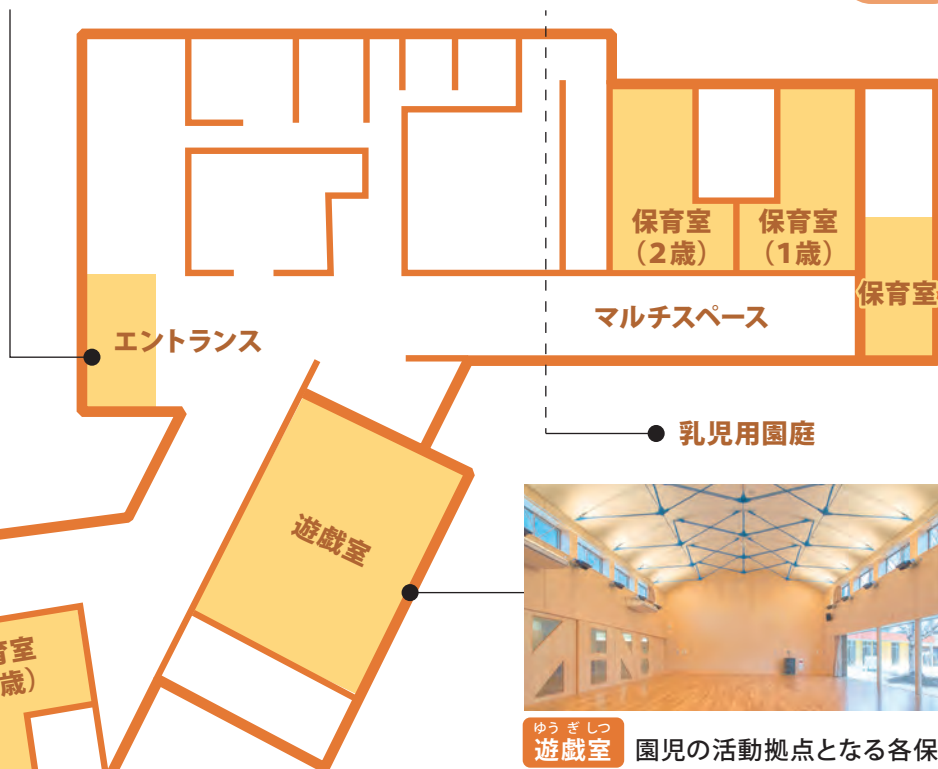 保育室
（2歳）
保育室
（1歳）
保育室
エントランス
マルチスペース
乳児用園庭
遊戯室
育室
歳）
ゆうぎしつ
遊戯室 園児の活動拠点となる各保